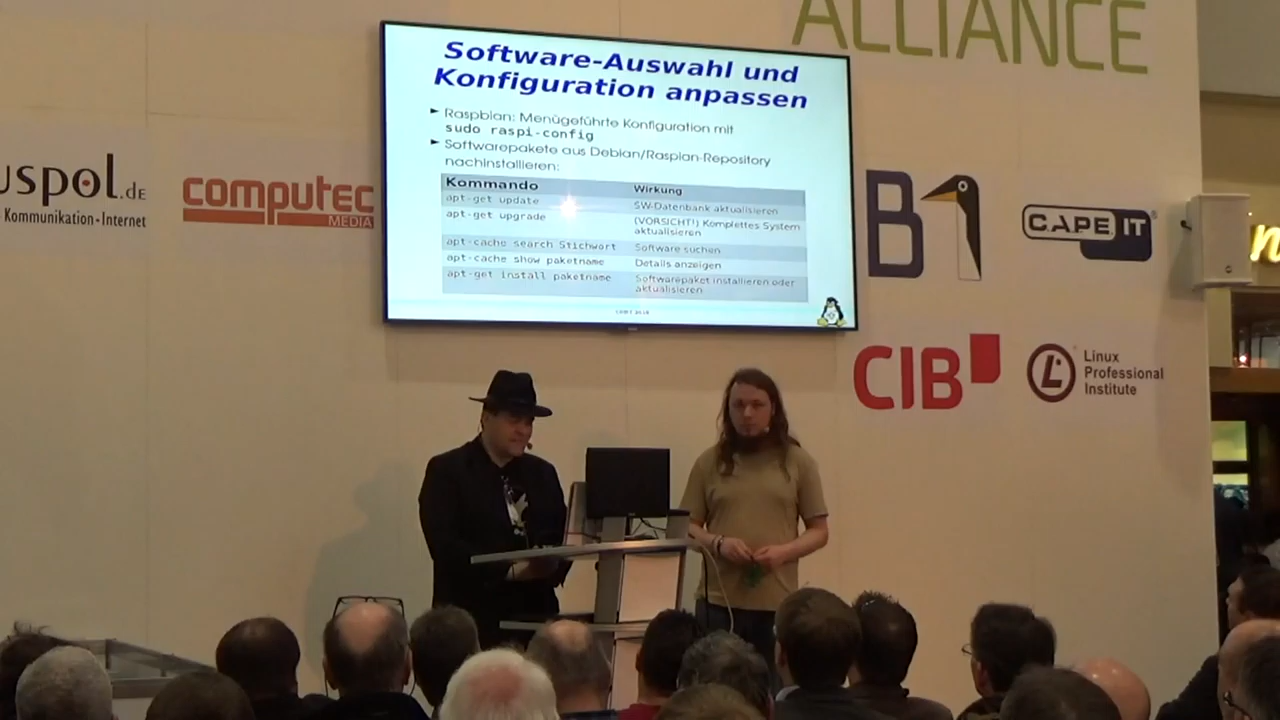 ALLIANCE
Software-Auswahl und
Konfiguration anpassen
Raspbian: Menügeführte Konfiguration mit
sudo raspi-config
Softwarepakete aus Debian/Raspian-Repository
nachinstallieren:
Kommando Wirkung
apt-get update SW-Datenbank aktualisieren
apt-get upgrade (VORSICHT!) Komplettes System
aktualisieren
apt-cache search Stichwort Software suchen
apt-cache show paketname Details anzeigen
apt-get install paketname Softwarepaket installieren oder
aktualisieren
uspol.de
Kommunikation·Internet
computec
MEDIA
B1
CAPE IT
CIB
Linux
Professional
Institute